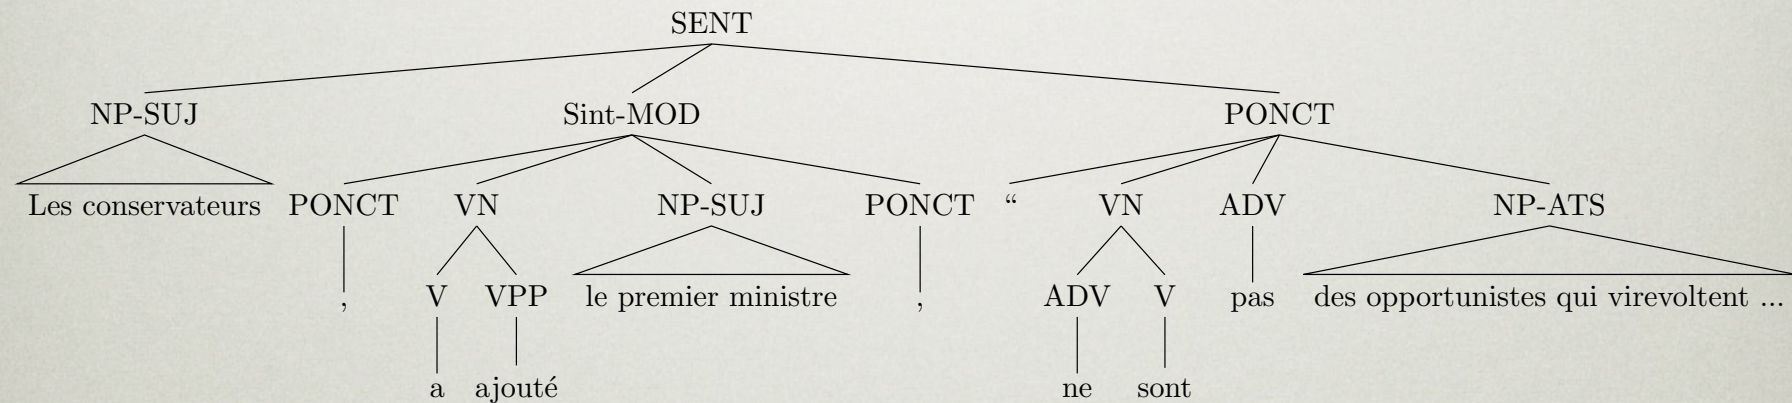 SENT
NP-SUJ Sint-MOD PONCT
Les conservateurs PONCT VN NP-SUJ PONCT “ VN ADV NP-ATS
, V VPP le premier ministre , ADV V pas des opportunistes qui virevoltent ...
a ajouté ne sont